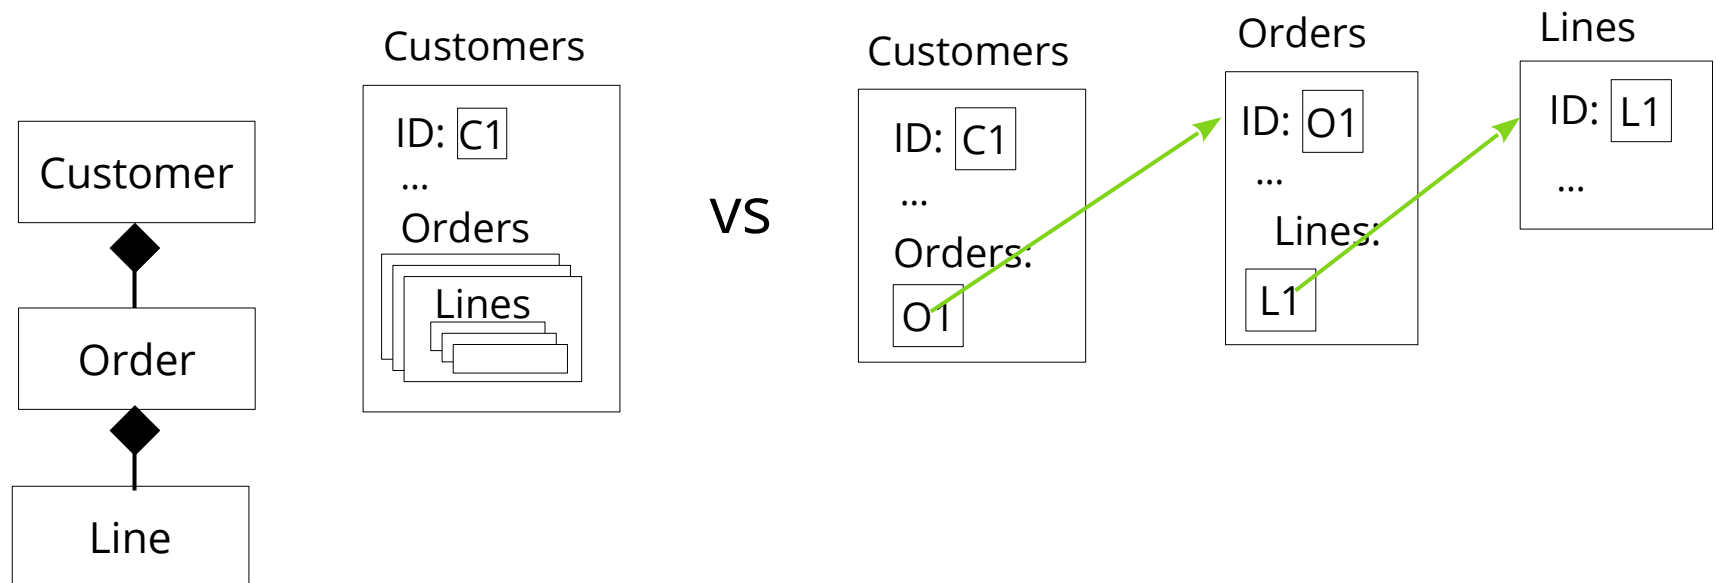 Customer
Order
Line
Customers
ID: C1
...
Orders
Lines
vs
Customers
ID: C1
...
Orders:
O1
Orders
ID: O1
...
Lines:
L1
Lines
ID: L1
...